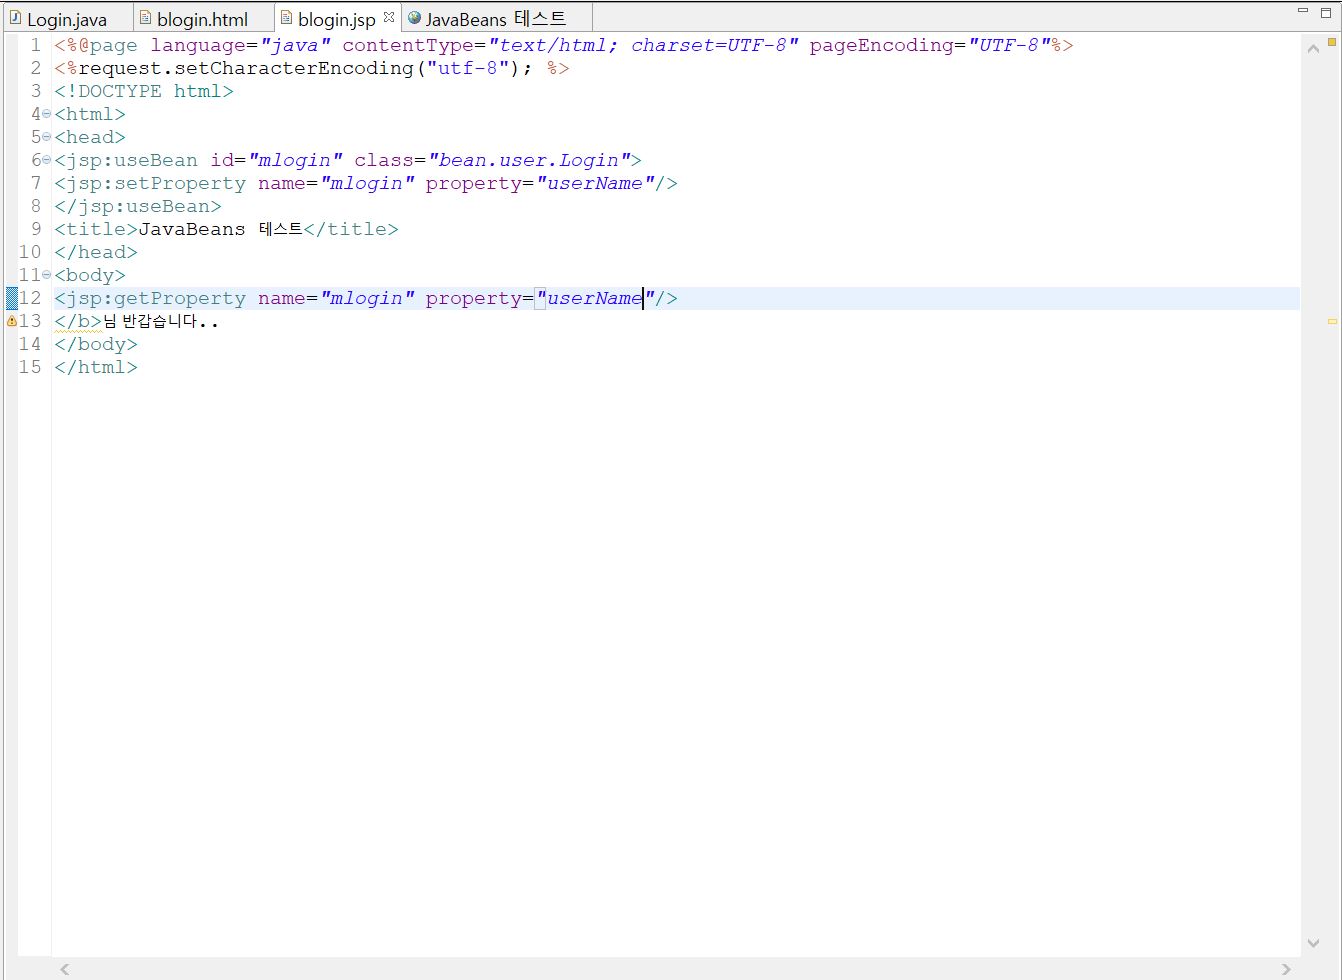 Login.java blogin.html blogin.jsp JavaBeans 테스트
1 <%@page language="java" contentType="text/html; charset=UTF-8" pageEncoding="UTF-8"%>
2 <%request.setCharacterEncoding("utf-8"); %>
3 <!DOCTYPE html>
4 <html>
5 <head>
6 <jsp:useBean id="mlogin" class="bean.user.Login">
7 <jsp:setProperty name="mlogin" property="userName"/>
8 </jsp:useBean>
9 <title>JavaBeans 테스트</title>
10 </head>
11 <body>
12 <jsp:getProperty name="mlogin" property="userName"/>
13 </b>님 반갑습니다..
14 </body>
15 </html>